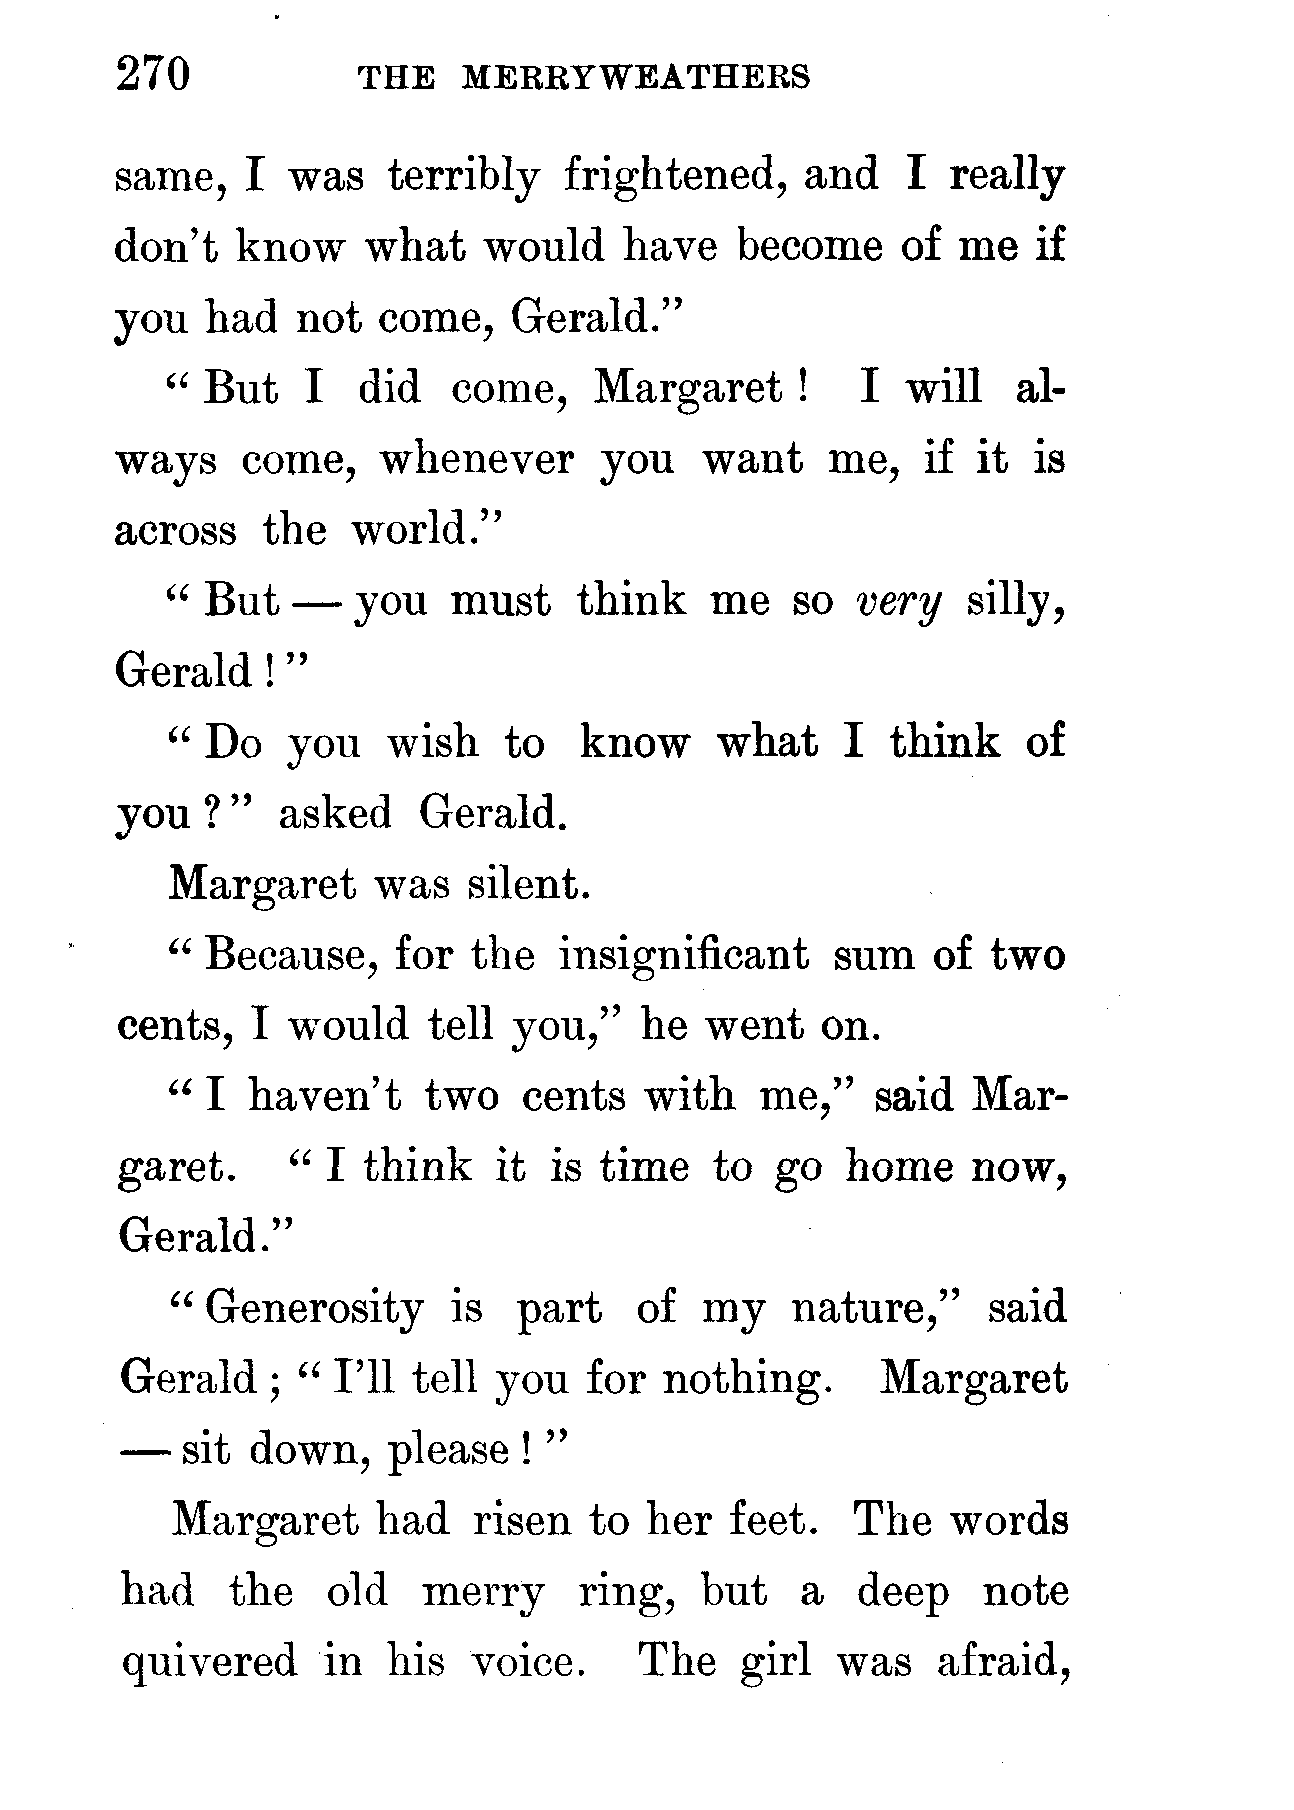 270 THE MERRYWEATHERS
same, I was terribly frightened, and I really
don't know what would have become of me if
you had not come, Gerald."
" But I did come, Margaret ! I will al-
ways come, whenever you want me, if it is
across the world."
" But — you must think me so very silly,
Gerald ! "
" Do you wish to know what I think of
you ? " asked Gerald.
Margaret was silent.
" Because, for the insignificant sum of two
cents, I would tell you," he went on.
" I haven't two cents with me," said Mar-
garet. " I think it is time to go home now,
Gerald."
" Generosity is part of my nature," said
Gerald ; " I'll tell you for nothing. Margaret
— sit down, please ! "
Margaret had risen to her feet. The words
had the old merry ring, but a deep note
quivered in his voice. The girl was afraid,